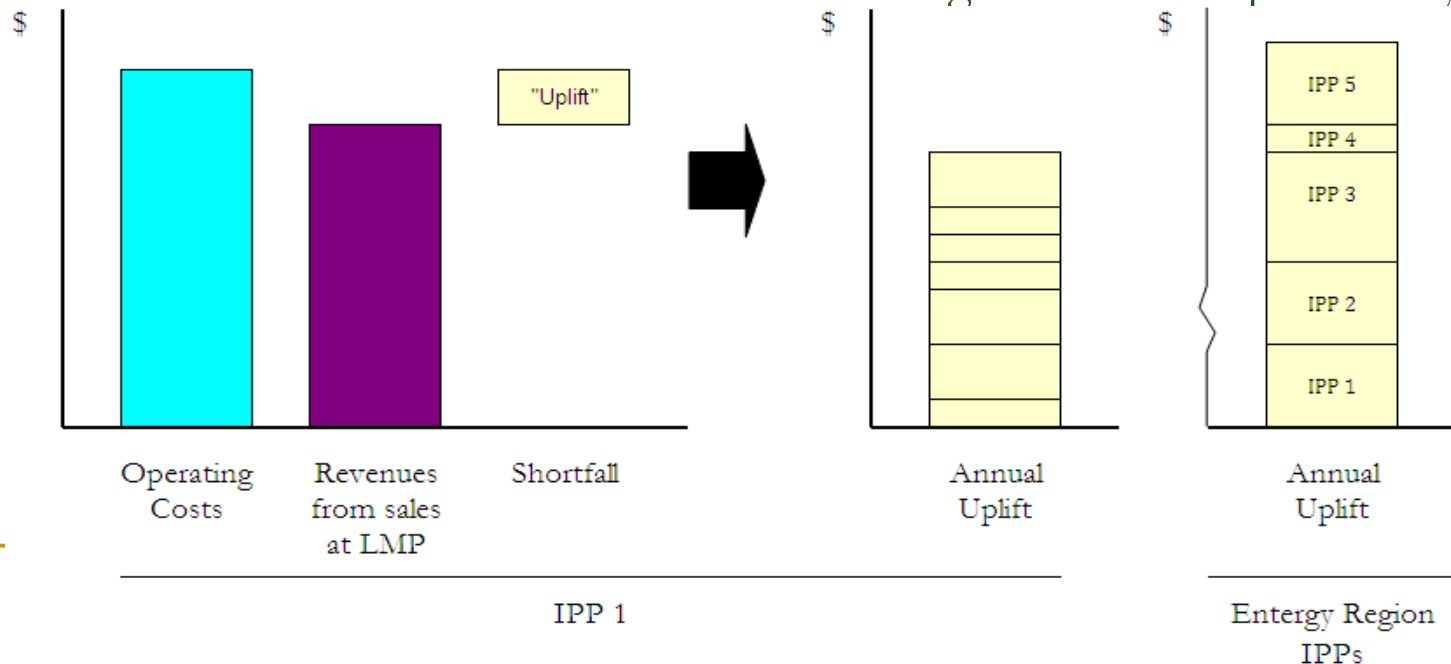 $
$
$
"Uplift"
IPP 5
IPP 4
IPP 3
IPP 2
IPP 1
Operating
Costs
Revenues
from sales
at LMP
Shortfall
Annual
Uplift
Annual
Uplift
IPP 1
Entergy Region
IPPs